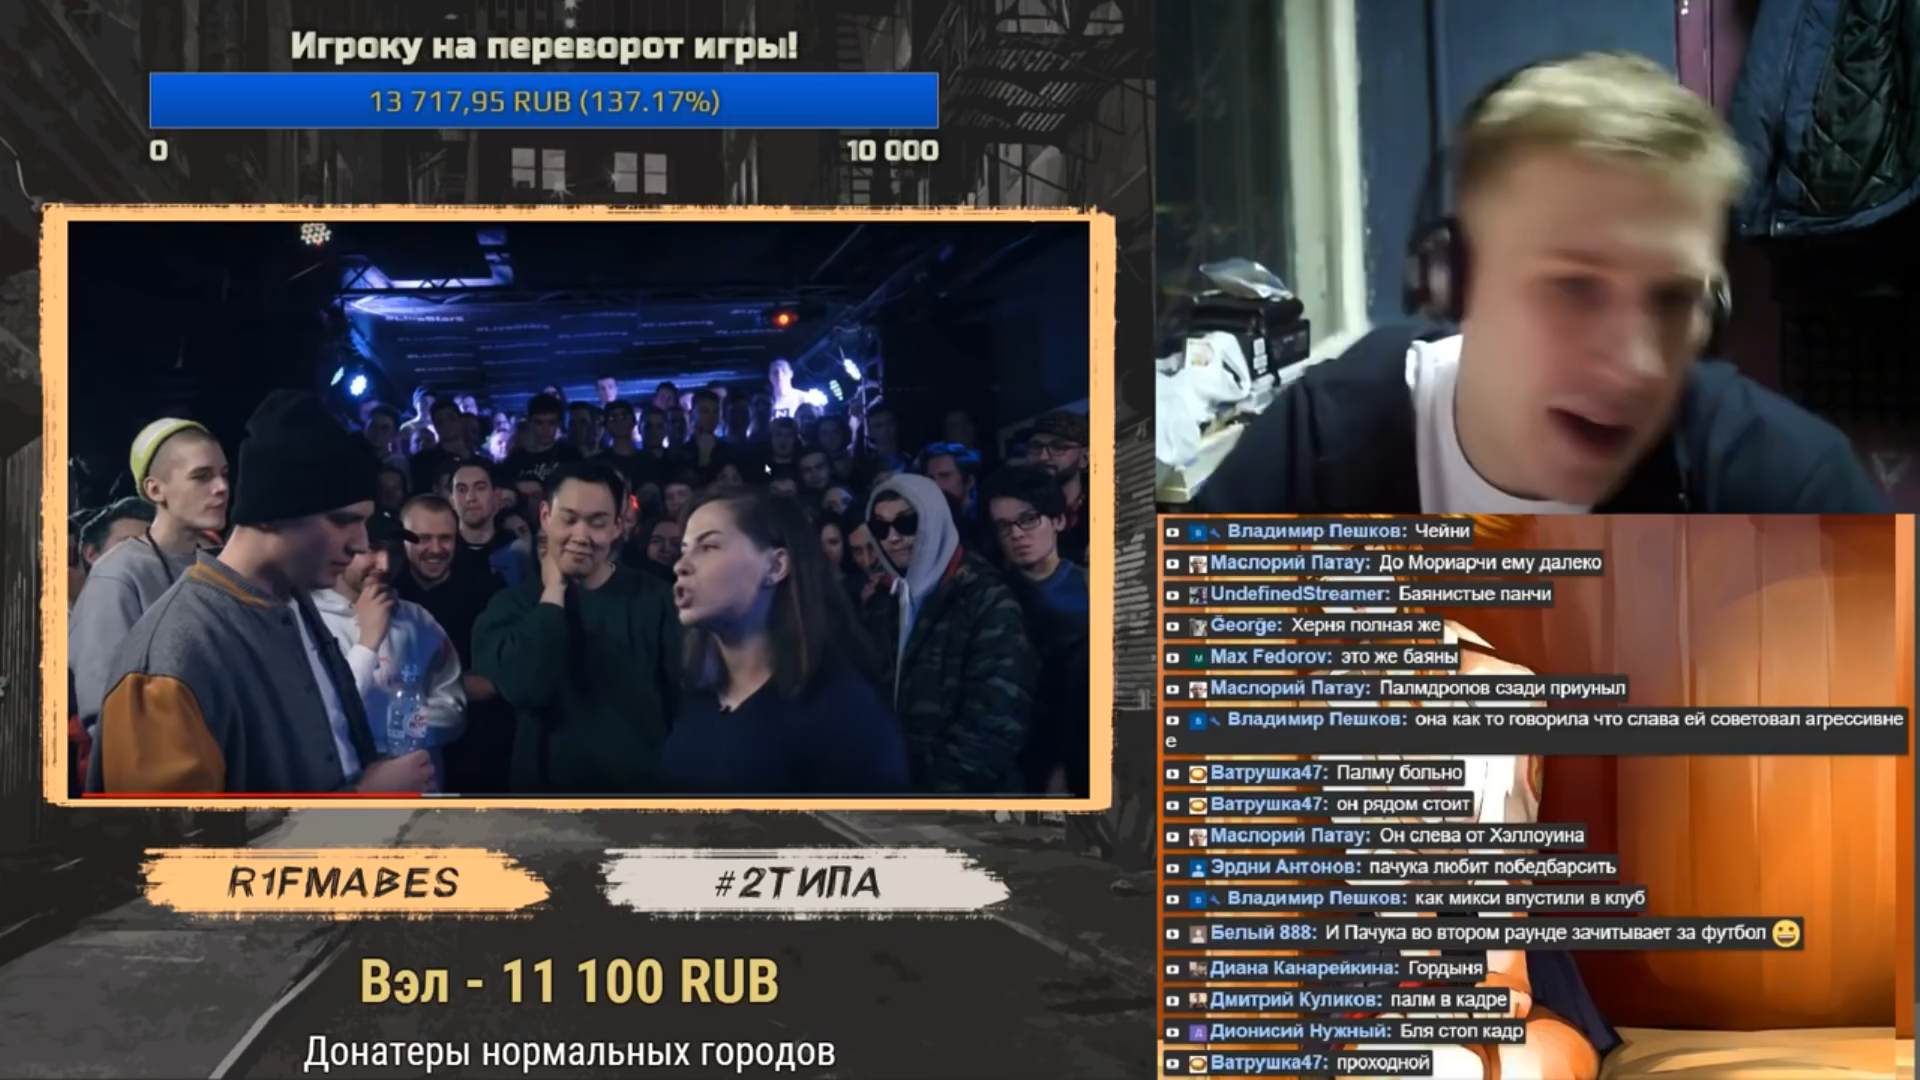 Игроку на переворот игры!
13 717,95 RUB (137.17%)
0
10 000
R1FMABES
#2ТИПА
Вэл - 11 100 RUB
Донатеры нормальных городов
Владимир Пешков: Чейни
Маслорий Патау: До Мориарчи ему далеко
UndefinedStreamer: Баянистые панчи
Ğeorğe: Херня полная же
Max Fedorov: это же баяны
Маслорий Патау: Палмдропов сзади приуныл
Владимир Пешков: она как то говорила что слава ей советовал агрессивне
е
Ватрушка47: Палму больно
Ватрушка47: он рядом стоит
Маслорий Патау: Он слева от Хэллоуина
Эрдни Антонов: пачука любит победбарсить
Владимир Пешков: как микси впустили в клуб
Белый 888: И Пачука во втором раунде зачитывает за футбол 😄
Диана Канарейкина: Гордыня
Дмитрий Куликов: палм в кадре
Дионисий Нужный: Бля стоп кадр
Ватрушка47: проходной